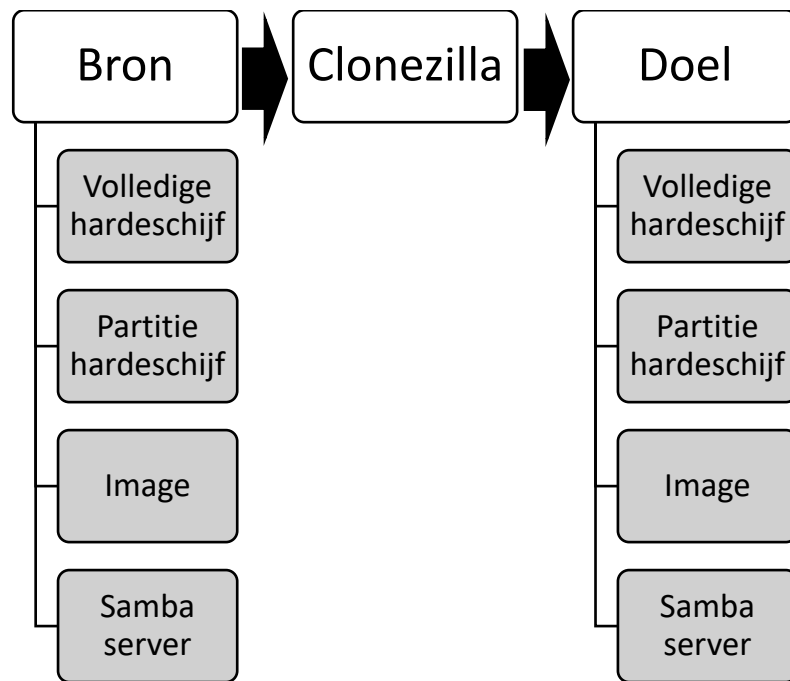 Bron
Clonezilla
Doel
Volledige
hardeschijf
Partitie
hardeschijf
Image
Samba
server
Volledige
hardeschijf
Partitie
hardeschijf
Image
Samba
server